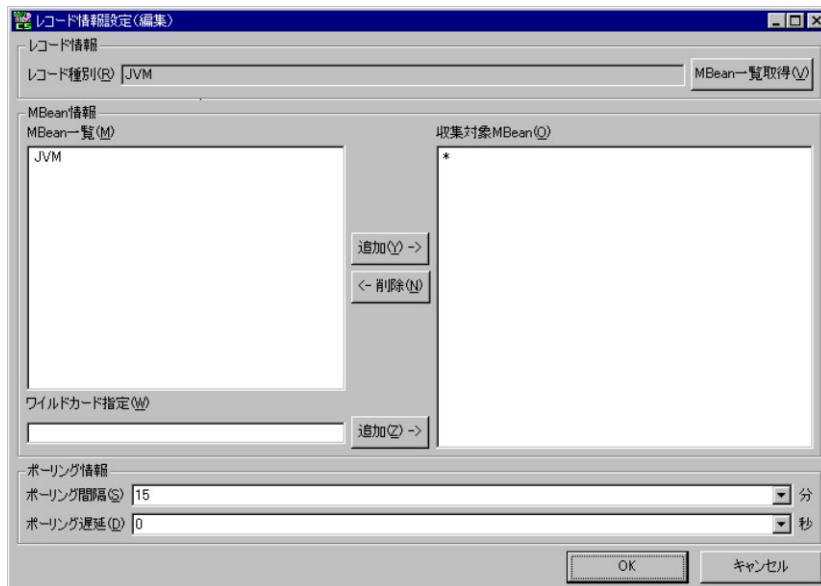 レコード情報設定(編集)
レコード情報
レコード種別(R) JVM MBean一覧取得(V)
MBean情報
MBean一覧(M) 収集対象MBean(O)
JVM *
追加(Y) ->
<- 削除(N)
ワイルドカード指定(W)
追加(Z) ->
ポーリング情報
ポーリング間隔(S) 15 分
ポーリング遅延(D) 0 秒
OK キャンセル